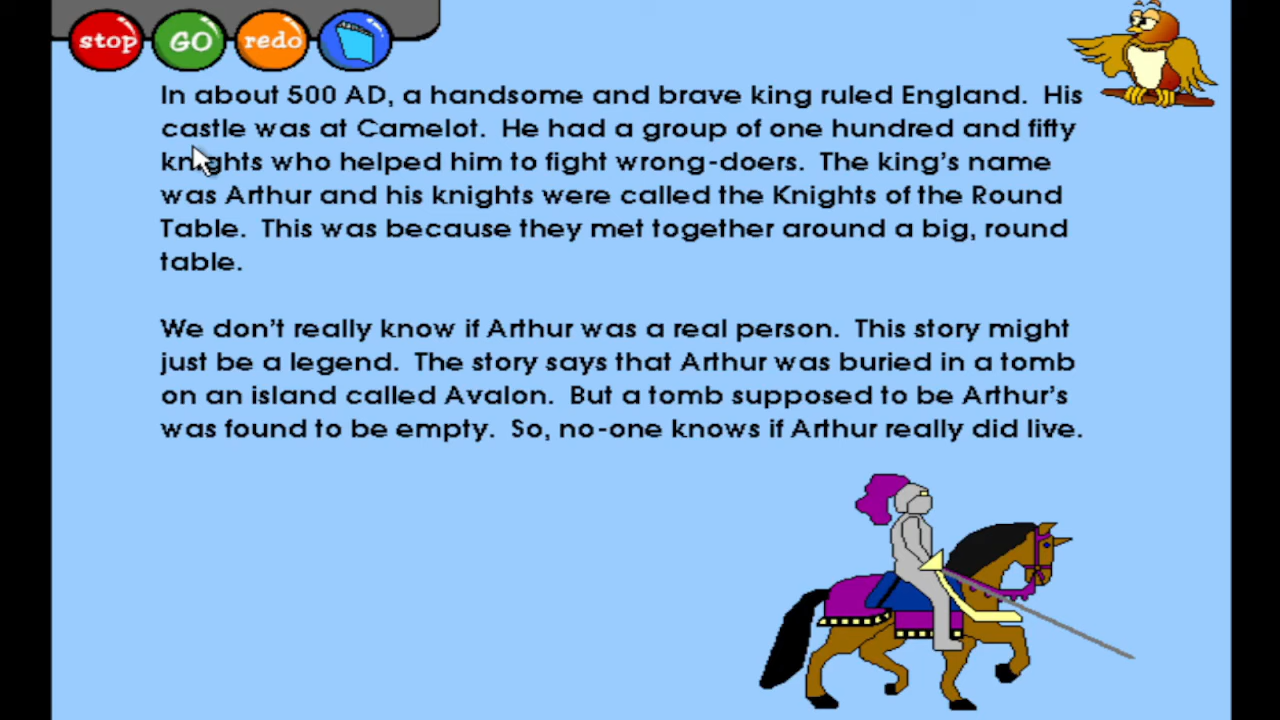 stop GO redo
In about 500 AD, a handsome and brave king ruled England. His
castle was at Camelot. He had a group of one hundred and fifty
knights who helped him to fight wrong-doers. The king's name
was Arthur and his knights were called the Knights of the Round
Table. This was because they met together around a big, round
table.
We don't really know if Arthur was a real person. This story might
just be a legend. The story says that Arthur was buried in a tomb
on an island called Avalon. But a tomb supposed to be Arthur's
was found to be empty. So, no-one knows if Arthur really did live.